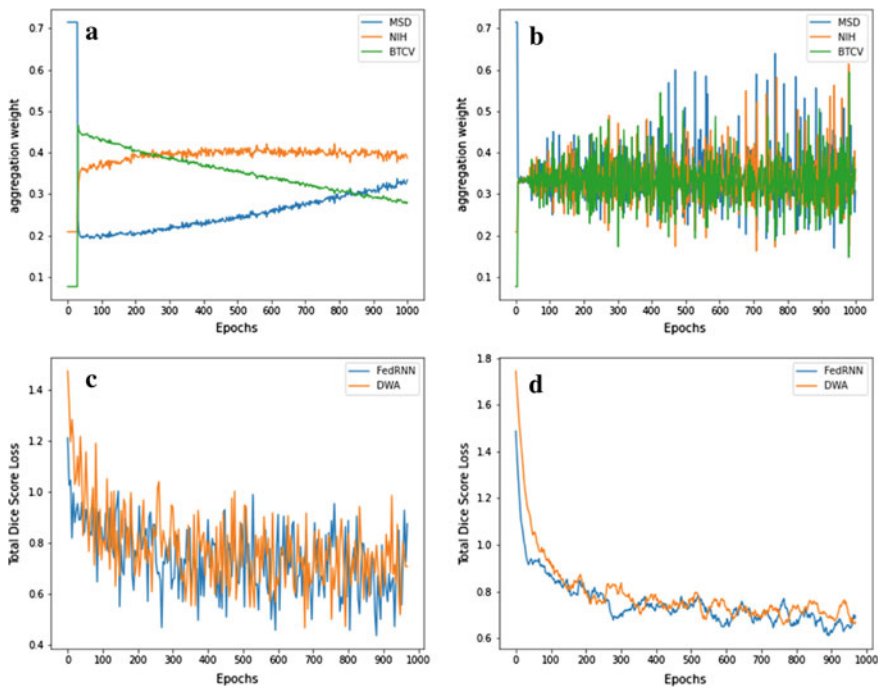 a
MSD
NIH
BTCV
0.7
0.6
0.5
0.4
0.3
0.2
0.1
aggregation weight
0 100 200 300 400 500 600 700 800 900 1000
Epochs
b
MSD
NIH
BTCV
0.7
0.6
0.5
0.4
0.3
0.2
0.1
aggregation weight
0 100 200 300 400 500 600 700 800 900 1000
Epochs
c
FedRNN
DWA
1.4
1.2
1.0
0.8
0.6
0.4
Total Dice Score Loss
0 100 200 300 400 500 600 700 800 900 1000
Epochs
d
FedRNN
DWA
1.8
1.6
1.4
1.2
1.0
0.8
0.6
Total Dice Score Loss
0 100 200 300 400 500 600 700 800 900 1000
Epochs